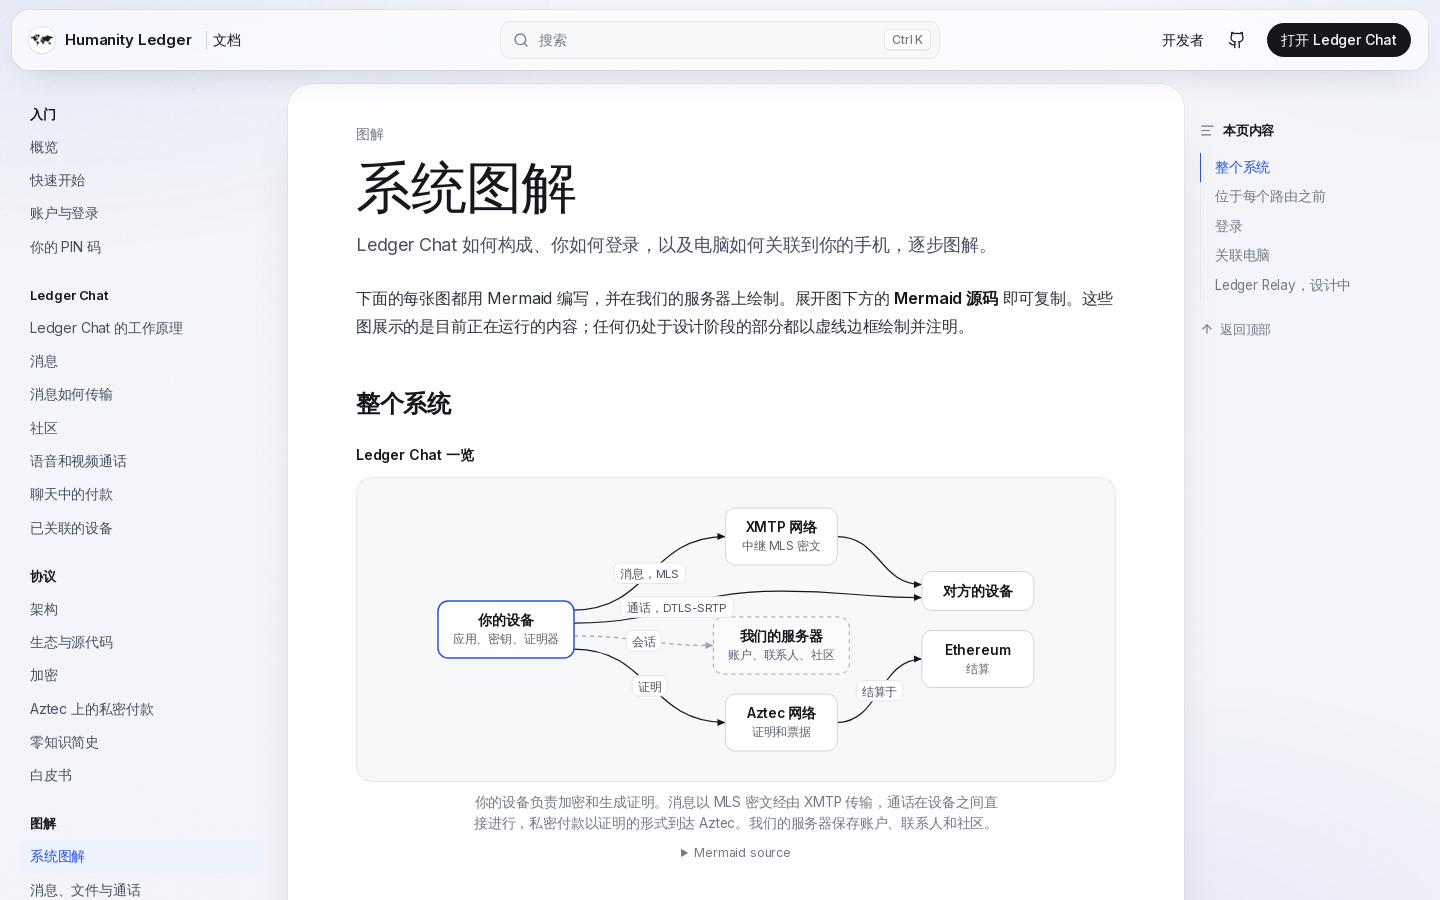 Humanity Ledger
文档
搜索
Ctrl K
开发者
打开 Ledger Chat
入门
概览
快速开始
账户与登录
你的 PIN 码
Ledger Chat
Ledger Chat 的工作原理
消息
消息如何传输
社区
语音和视频通话
聊天中的付款
已关联的设备
协议
架构
生态与源代码
加密
Aztec 上的私密付款
零知识简史
白皮书
图解
系统图解
消息、文件与通话
图解
系统图解
Ledger Chat 如何构成、你如何登录，以及电脑如何关联到你的手机，逐步图解。
下面的每张图都用 Mermaid 编写，并在我们的服务器上绘制。展开图下方的 Mermaid 源码 即可复制。这些
图展示的是目前正在运行的内容；任何仍处于设计阶段的部分都以虚线边框绘制并注明。
整个系统
Ledger Chat 一览
XMTP 网络
中继 MLS 密文
消息，MLS
对方的设备
通话，DTLS-SRTP
你的设备
应用、密钥、证明器
会话
我们的服务器
账户、联系人、社区
Ethereum
结算
证明
结算于
Aztec 网络
证明和票据
你的设备负责加密和生成证明。消息以 MLS 密文经由 XMTP 传输，通话在设备之间直
接进行，私密付款以证明的形式到达 Aztec。我们的服务器保存账户、联系人和社区。
Mermaid source
本页内容
整个系统
位于每个路由之前
登录
关联电脑
Ledger Relay，设计中
返回顶部